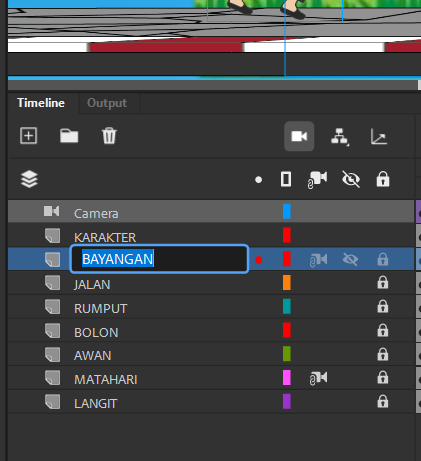 Timeline Output
Camera
KARAKTER
BAYANGAN
JALAN
RUMPUT
BOLON
AWAN
MATAHARI
LANGIT